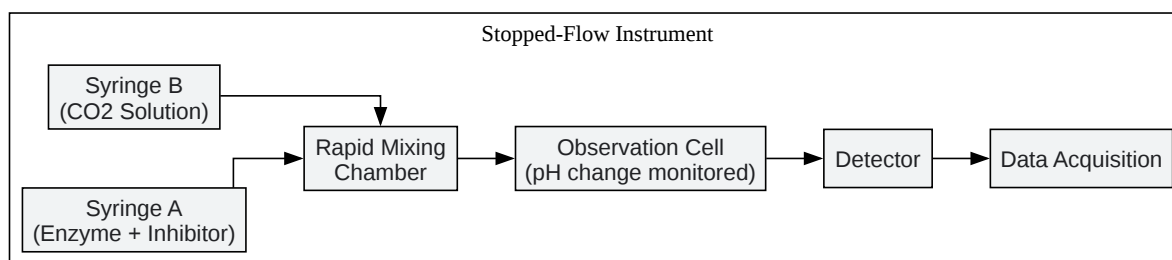 Stopped-Flow Instrument
Syringe B
(CO2 Solution)
Rapid Mixing
Chamber
Observation Cell
(pH change monitored)
Detector
Data Acquisition
Syringe A
(Enzyme + Inhibitor)